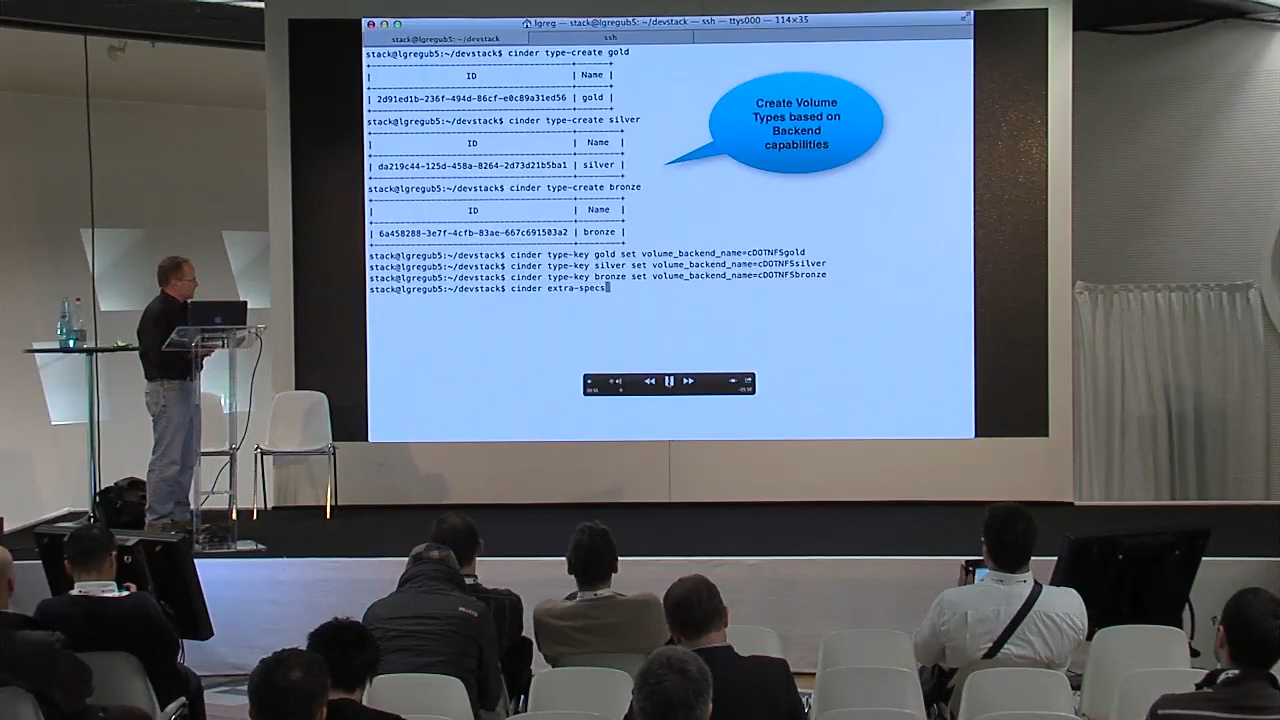 lgreg — stack@lgregub5: ~/devstack — ssh — ttys000 — 114×35
stack@lgregub5: ~/devstack
ssh
stack@lgregub5:~/devstack$ cinder type-create gold
+--------------------------------------+------+
| ID | Name |
+--------------------------------------+------+
| 2d91ed1b-236f-494d-86cf-e0c89a31ed56 | gold |
+--------------------------------------+------+
stack@lgregub5:~/devstack$ cinder type-create silver
+--------------------------------------+--------+
| ID | Name |
+--------------------------------------+--------+
| da219c44-125d-458a-8264-2d73d21b5ba1 | silver |
+--------------------------------------+--------+
stack@lgregub5:~/devstack$ cinder type-create bronze
+--------------------------------------+--------+
| ID | Name |
+--------------------------------------+--------+
| 6a458288-3e7f-4cfb-83ae-667c691503a2 | bronze |
+--------------------------------------+--------+
stack@lgregub5:~/devstack$ cinder type-key gold set volume_backend_name=cDOTNFSgold
stack@lgregub5:~/devstack$ cinder type-key silver set volume_backend_name=cDOTNFSsilver
stack@lgregub5:~/devstack$ cinder type-key bronze set volume_backend_name=cDOTNFSbronze
stack@lgregub5:~/devstack$ cinder extra-specs
Create Volume
Types based on
Backend
capabilities